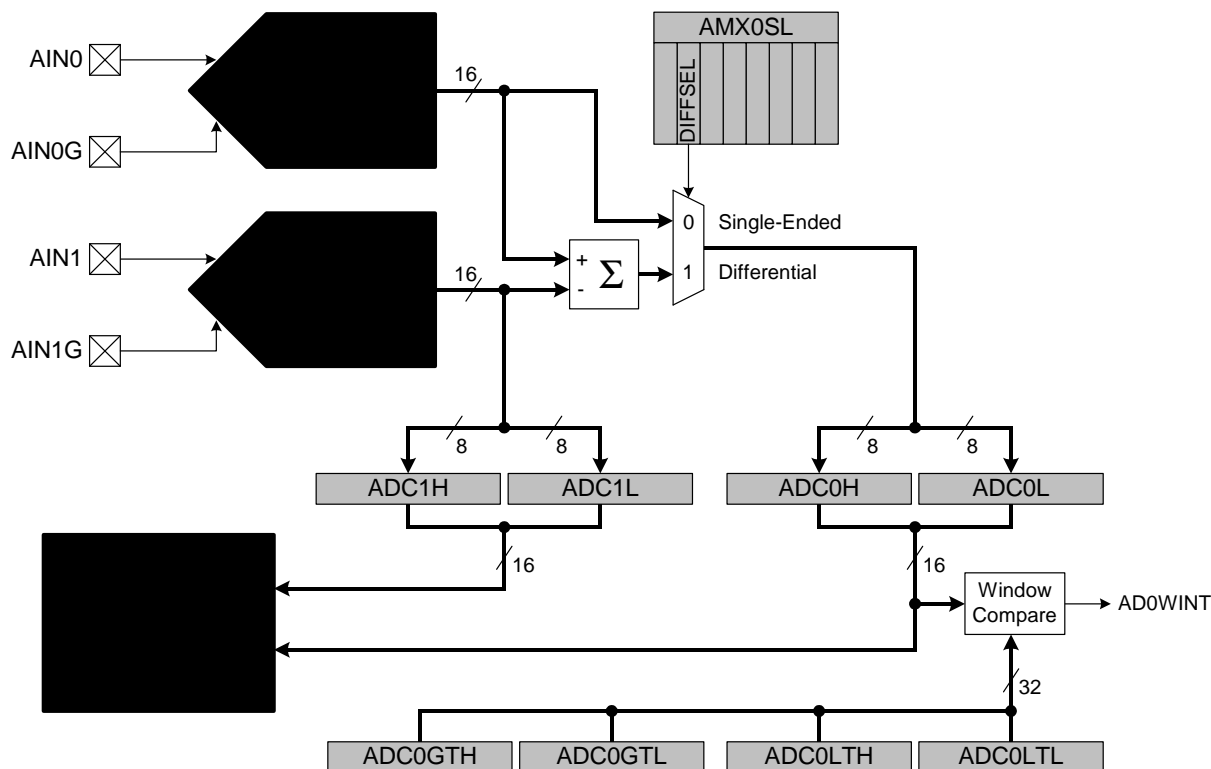 AMX0SL
DIFFSEL
AIN0
AIN0G
16
AIN1
AIN1G
16
+
-
Σ
0
1
Single-Ended
Differential
8
8
8
8
ADC1H
ADC1L
ADC0H
ADC0L
16
16
Window
Compare
AD0WINT
32
ADC0GTH
ADC0GTL
ADC0LTH
ADC0LTL